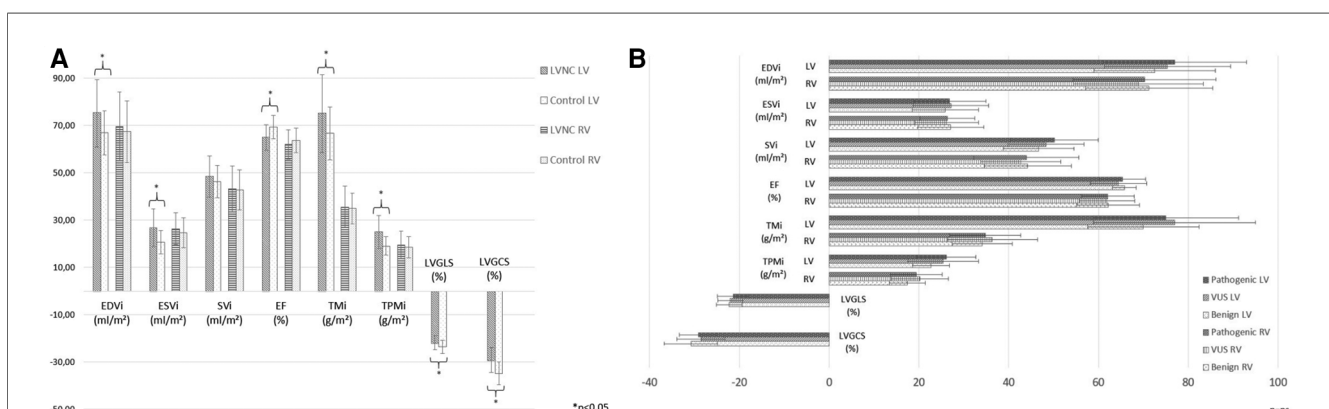 A
90,00
70,00
50,00
30,00
10,00
-10,00
-30,00
-50,00
*
*
*
*
*
*
*
EDVi
(ml/m²)
ESVi
(ml/m²)
SVi
(ml/m²)
EF
(%)
TMi
(g/m²)
TPMi
(g/m²)
LVGLS
(%)
LVGCS
(%)
LVNC LV
Control LV
LVNC RV
Control RV
*p<0.05
B
EDVi
(ml/m²)
LV
RV
ESVi
(ml/m²)
LV
RV
SVi
(ml/m²)
LV
RV
EF
(%)
LV
RV
TMi
(g/m²)
LV
RV
TPMi
(g/m²)
LV
RV
LVGLS
(%)
LVGCS
(%)
Pathogenic LV
VUS LV
Benign LV
Pathogenic RV
VUS RV
Benign RV
-40
-20
0
20
40
60
80
100